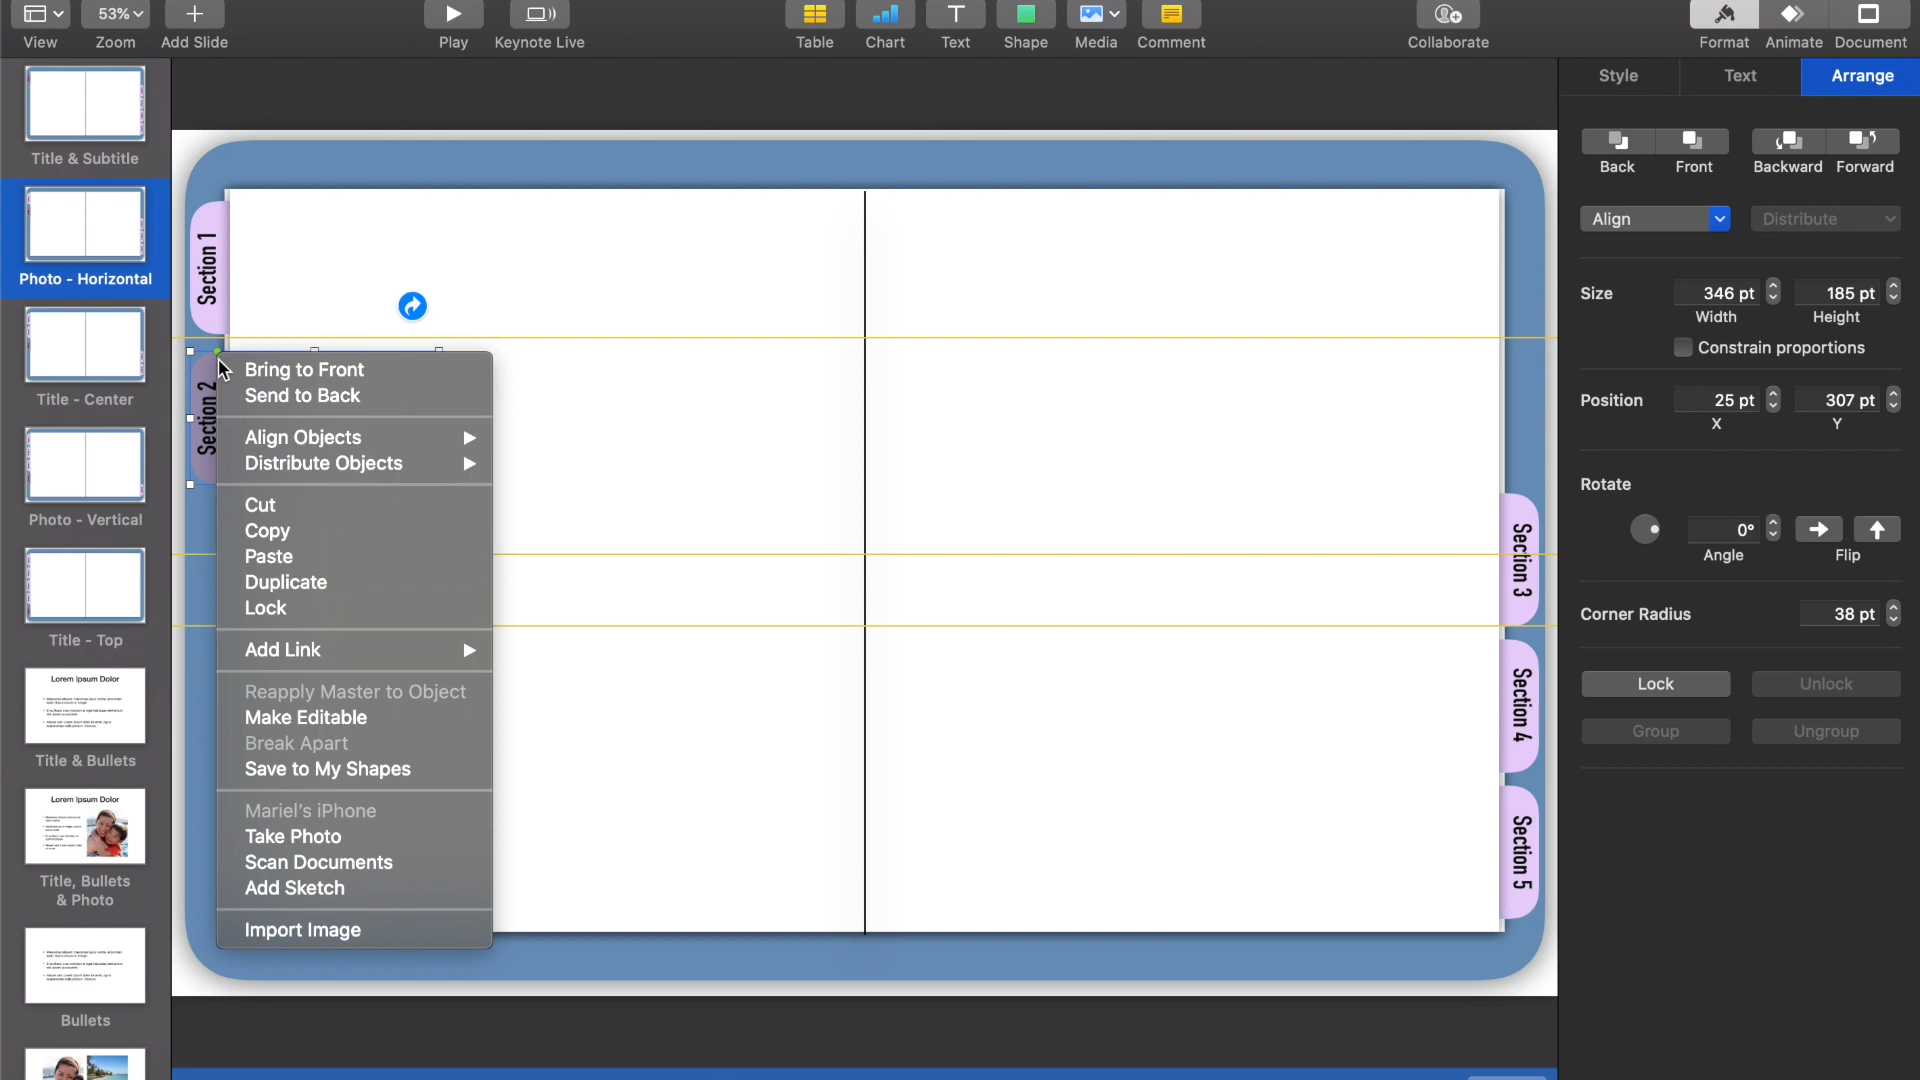 View
53%
Zoom
Add Slide
Play
Keynote Live
Table
Chart
Text
Shape
Media
Comment
Collaborate
Format
Animate
Document
Title & Subtitle
Photo - Horizontal
Title - Center
Photo - Vertical
Title - Top
Lorem Ipsum Dolor
Title & Bullets
Lorem Ipsum Dolor
Title, Bullets
& Photo
Bullets
Section 1
Section 2
Section 3
Section 4
Section 5
Bring to Front
Send to Back
Align Objects
Distribute Objects
Cut
Copy
Paste
Duplicate
Lock
Add Link
Reapply Master to Object
Make Editable
Break Apart
Save to My Shapes
Mariel's iPhone
Take Photo
Scan Documents
Add Sketch
Import Image
Style
Text
Arrange
Back
Front
Backward
Forward
Align
Distribute
Size
346 pt
185 pt
Width
Height
Constrain proportions
Position
25 pt
307 pt
X
Y
Rotate
0°
Angle
Flip
Corner Radius
38 pt
Lock
Unlock
Group
Ungroup